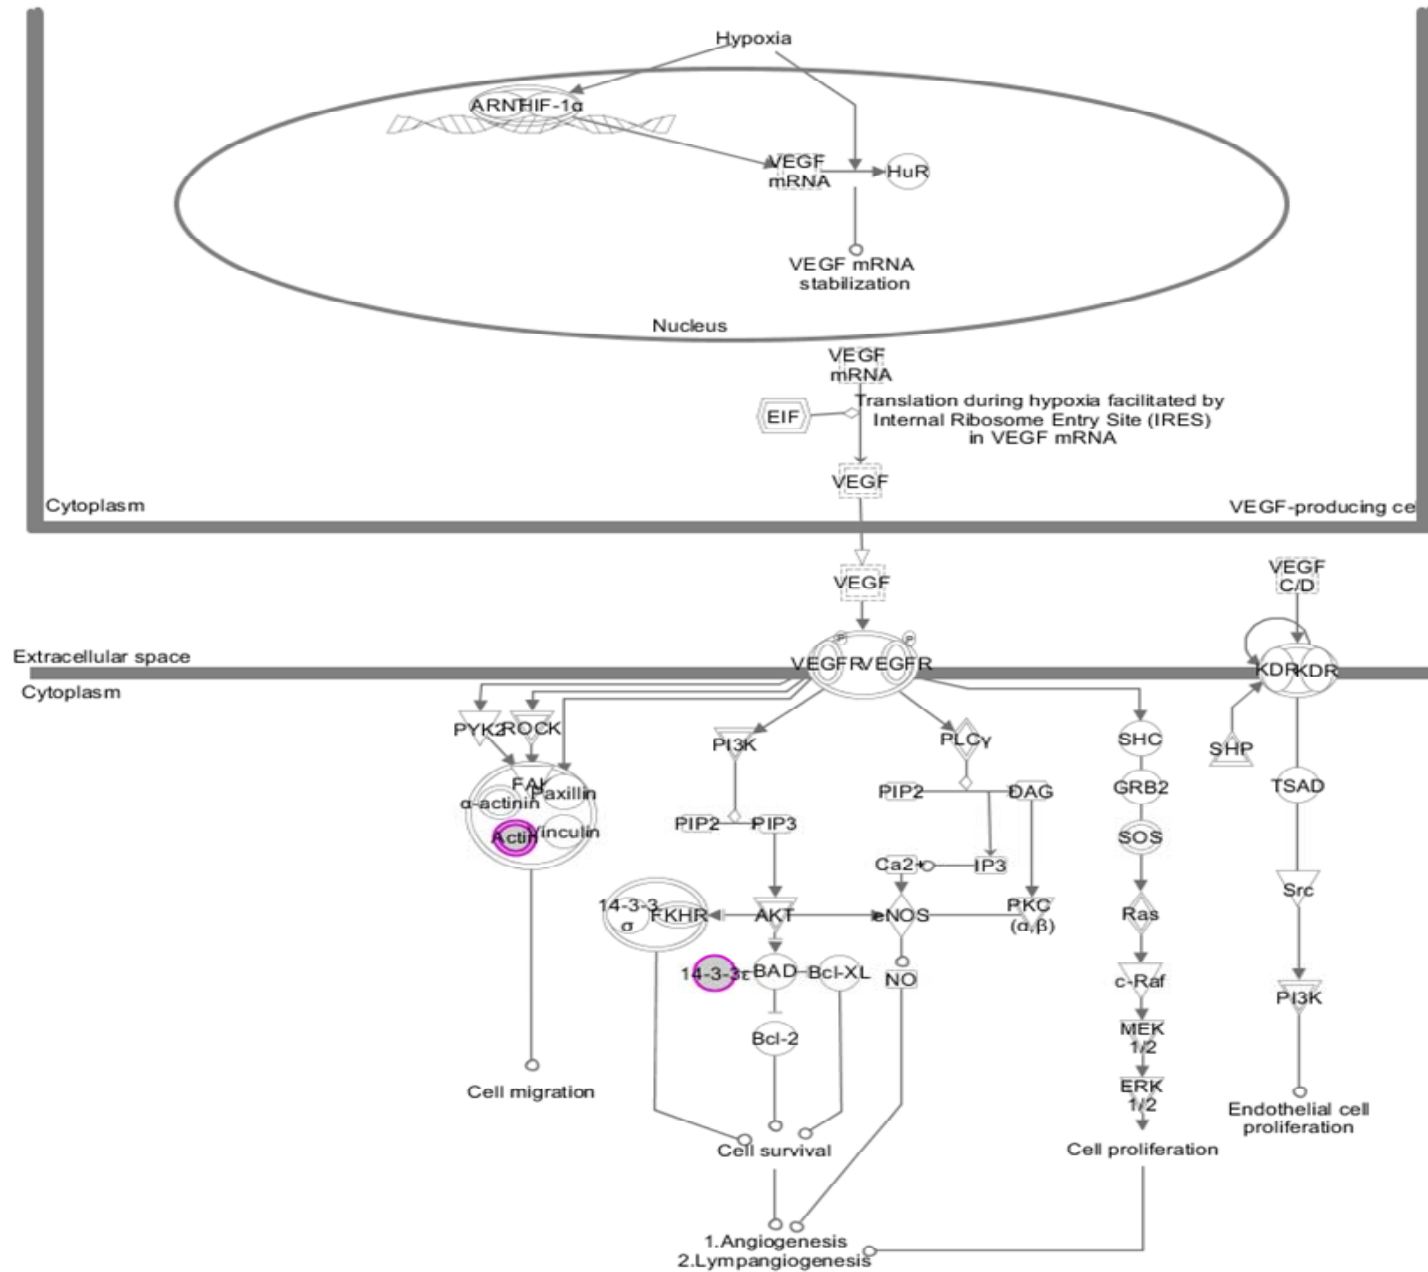 Hypoxia
ARNT
HIF-1α
VEGF
mRNA
HuR
VEGF mRNA
stabilization
Nucleus
VEGF
mRNA
EIF
Translation during hypoxia facilitated by
Internal Ribosome Entry Site (IRES)
in VEGF mRNA
VEGF
Cytoplasm
VEGF-producing ce
VEGF
VEGF
C/D
P
P
Extracellular space
VEGFR
VEGFR
KDR
KDR
Cytoplasm
PYK2
ROCK
PI3K
PLCγ
SHC
SHP
FAK
Paxillin
α-actinin
Actin
Vinculin
PIP2
PIP3
PIP2
DAG
GRB2
TSAD
SOS
Ca2+
IP3
Src
14-3-3
σ
FKHR
AKT
eNOS
PKC
(α,β)
Ras
14-3-3ε
BAD
Bcl-XL
NO
c-Raf
PI3K
Bcl-2
MEK
1/2
ERK
1/2
Cell migration
Endothelial cell
proliferation
Cell survival
Cell proliferation
1.Angiogenesis
2.Lympangiogenesis